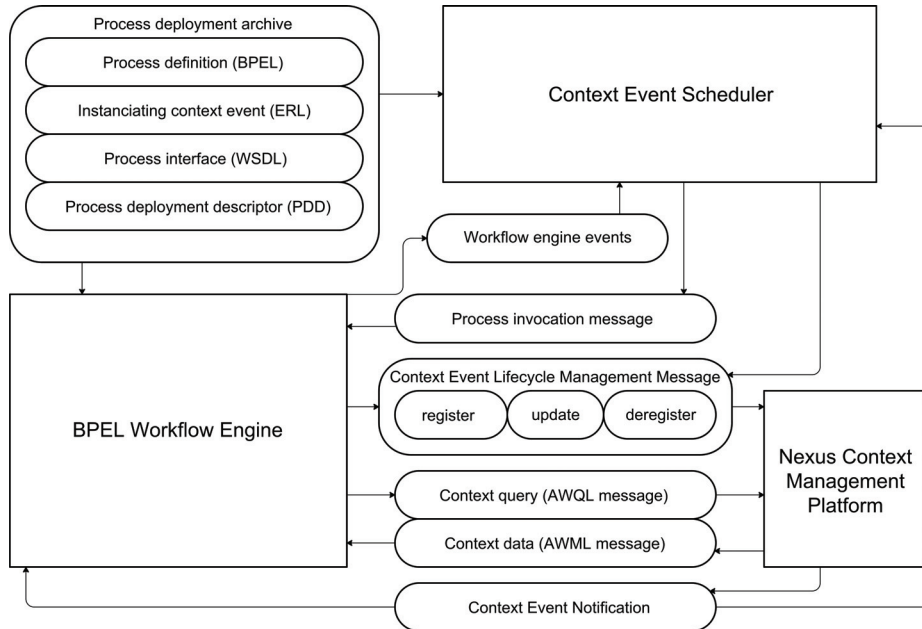 Process deployment archive
Process definition (BPEL)
Instanciating context event (ERL)
Process interface (WSDL)
Process deployment descriptor (PDD)
Context Event Scheduler
Workflow engine events
Process invocation message
Context Event Lifecycle Management Message
register
update
deregister
BPEL Workflow Engine
Nexus Context
Management
Platform
Context query (AWQL message)
Context data (AWML message)
Context Event Notification